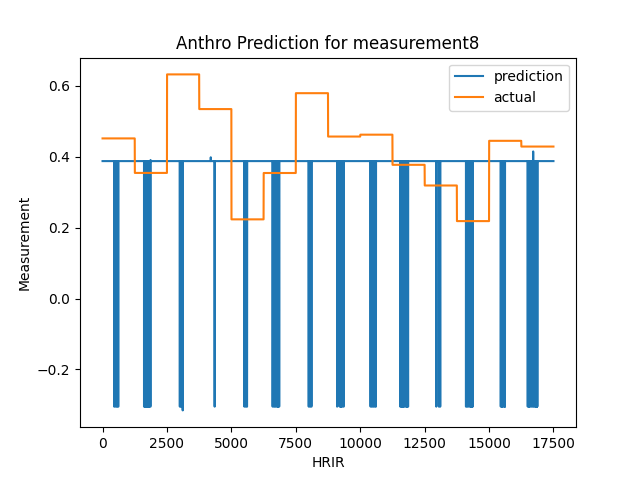 Anthro Prediction for measurement8
prediction
actual
0.6
0.4
0.2
0.0
−0.2
Measurement
0 2500 5000 7500 10000 12500 15000 17500
HRIR